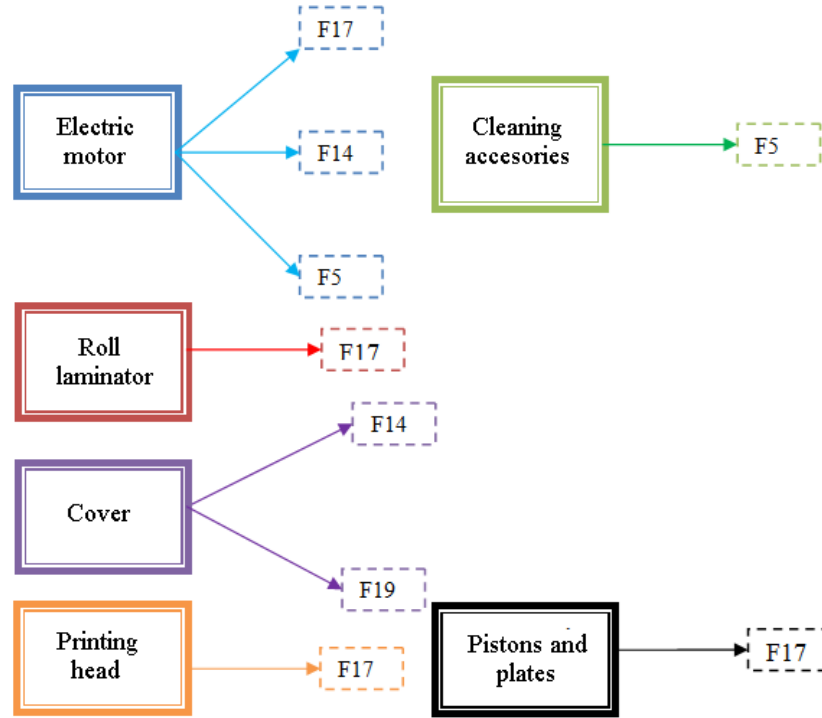 F17
Electric
motor
F14
F5
Cleaning
accesories
F5
Roll
laminator
F17
Cover
F14
F19
Printing
head
F17
Pistons and
plates
F17